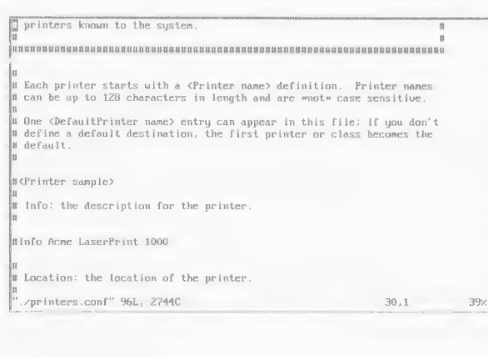 # printers known to the system. #
# #
########################################################################
#
# Each printer starts with a <Printer name> definition. Printer names
# can be up to 128 characters in length and are *not* case sensitive.
#
# One <DefaultPrinter name> entry can appear in this file; if you don't
# define a default destination, the first printer or class becomes the
# default.
#
#<Printer sample>
#
# Info: the description for the printer.
#
#Info Acme LaserPrint 1000
#
# Location: the location of the printer.
#
"./printers.conf" 96L, 2744C 30,1 39%